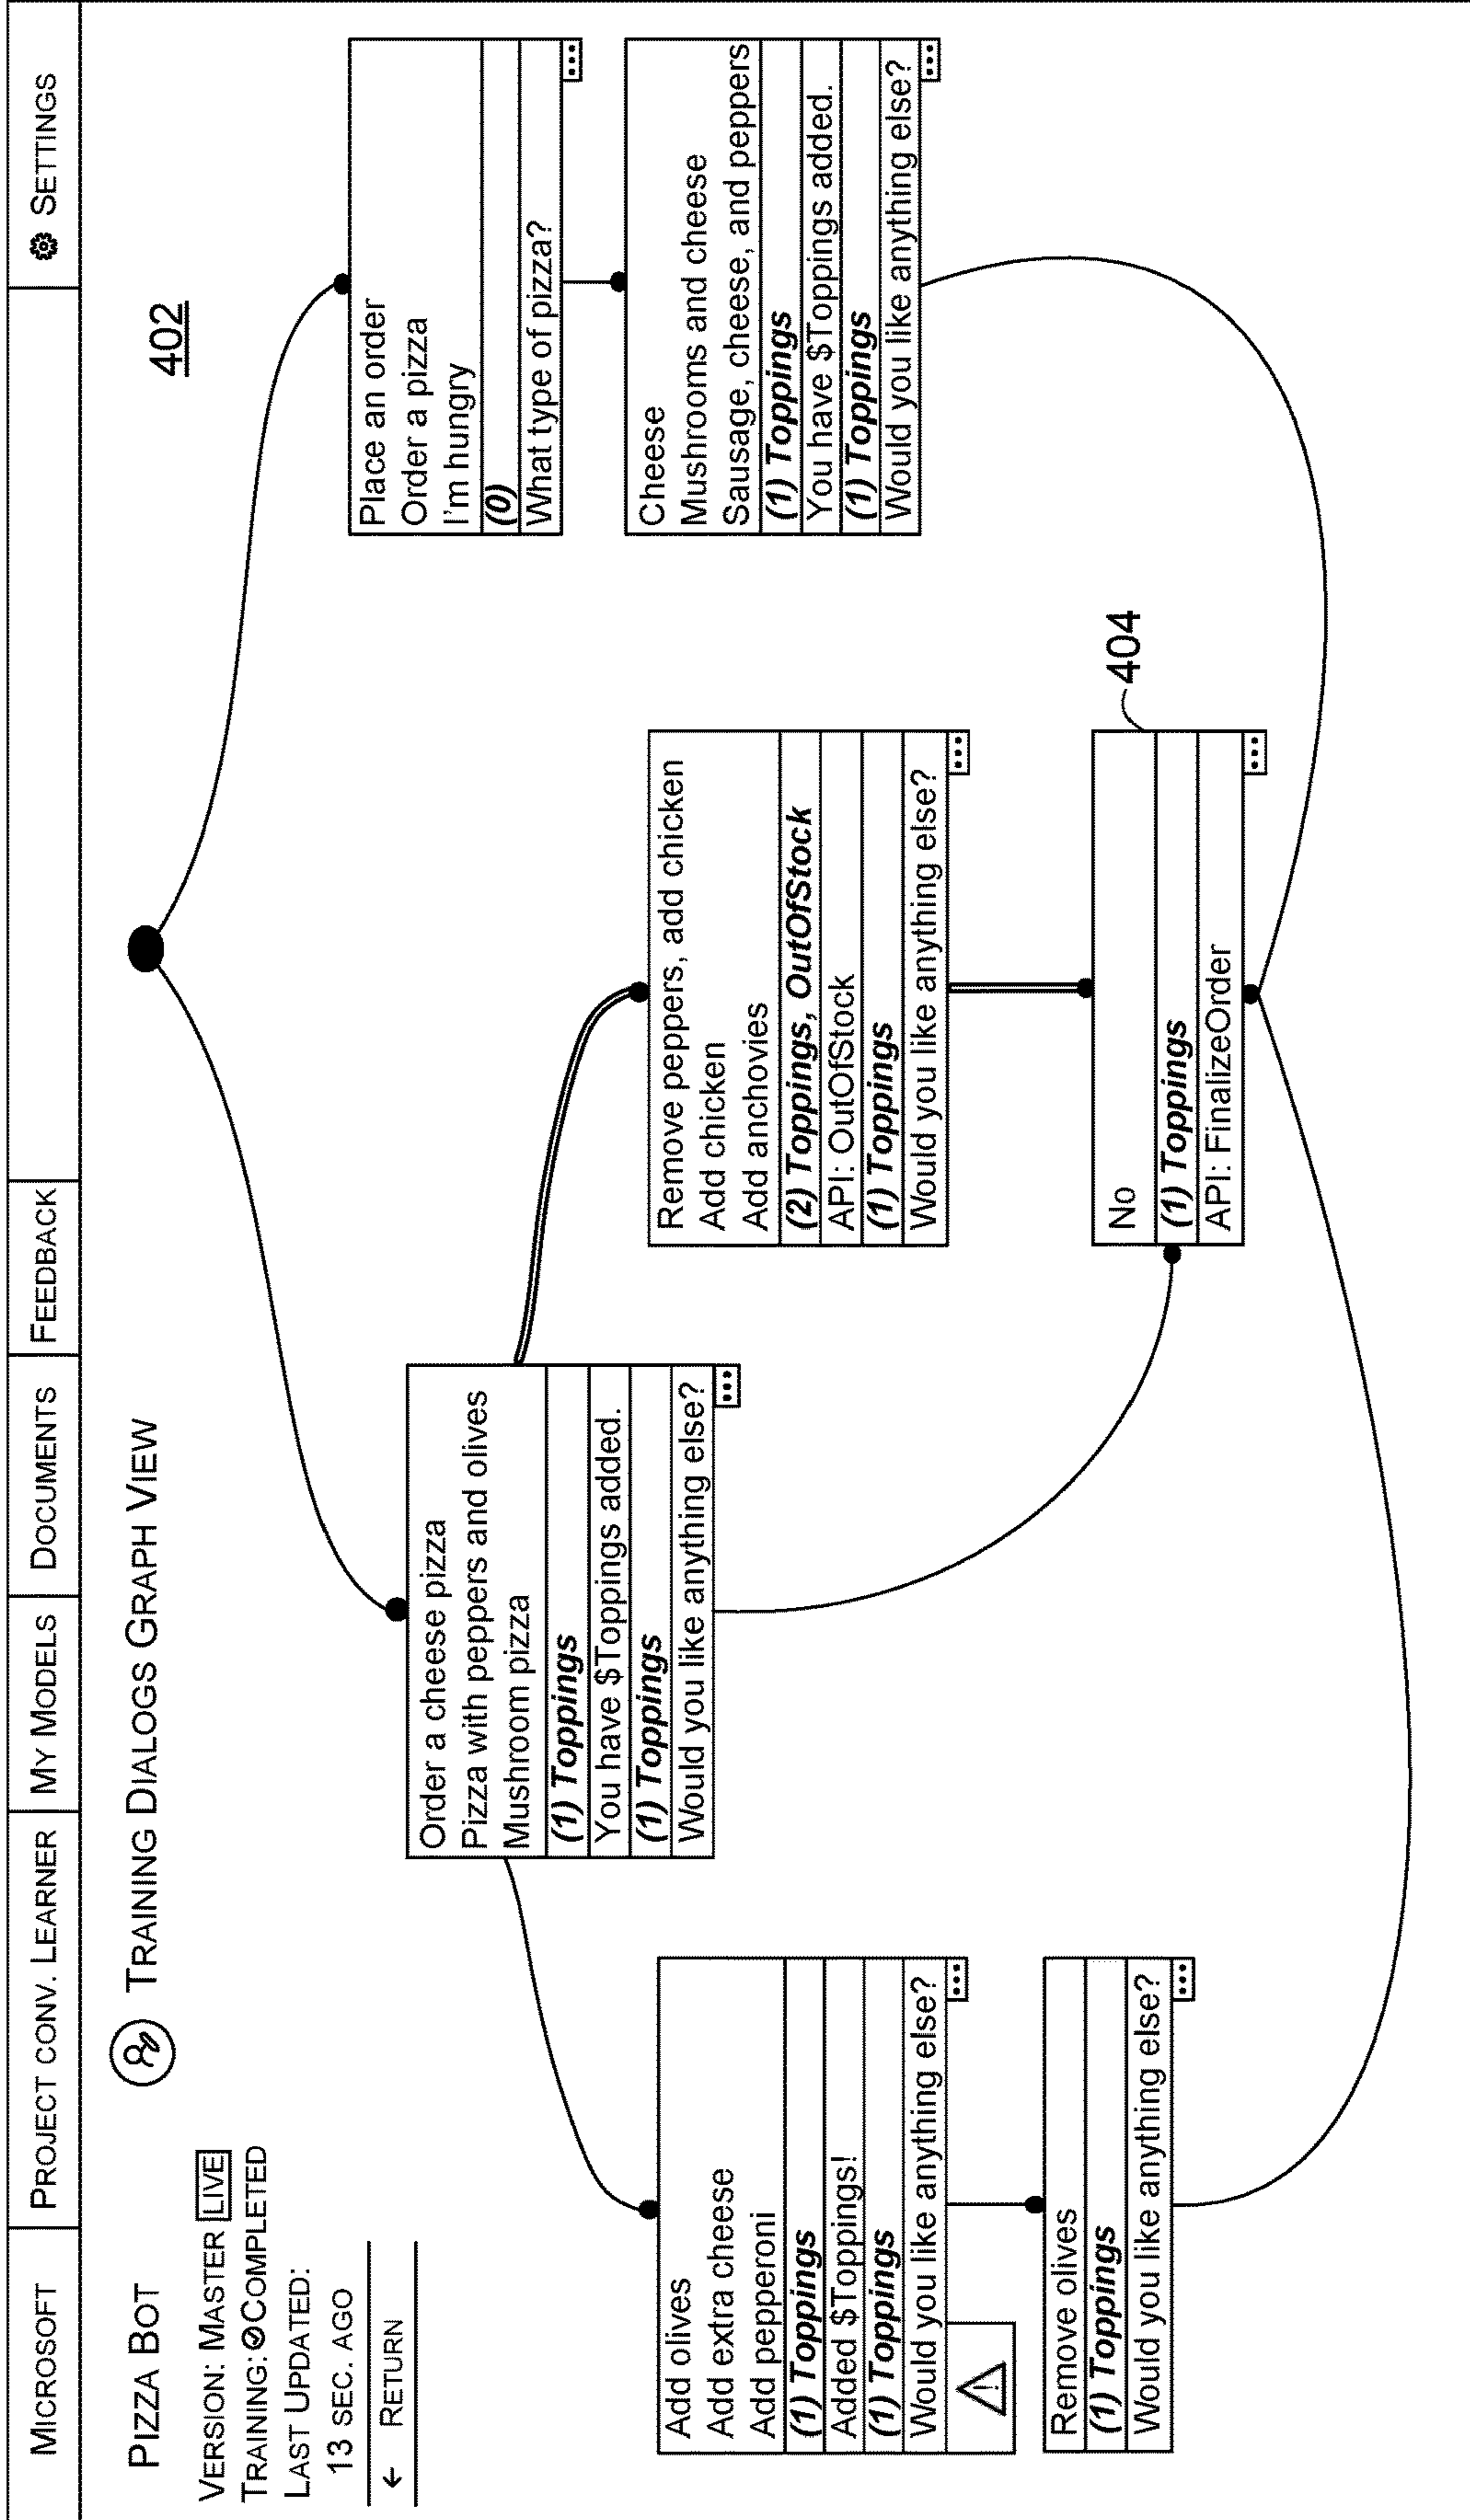 MICROSOFT
PROJECT CONV. LEARNER
MY MODELS
DOCUMENTS
FEEDBACK
SETTINGS
PIZZA BOT
VERSION: MASTER LIVE
TRAINING: COMPLETED
LAST UPDATED:
13 SEC. AGO
← RETURN
TRAINING DIALOGS GRAPH VIEW
402
Order a cheese pizza
Pizza with peppers and olives
Mushroom pizza
(1) Toppings
You have $Toppings added.
(1) Toppings
Would you like anything else?
...
Place an order
Order a pizza
I'm hungry
(0)
What type of pizza?
...
Add olives
Add extra cheese
Add pepperoni
(1) Toppings
Added $Toppings!
(1) Toppings
Would you like anything else?
...
!
Remove peppers, add chicken
Add chicken
Add anchovies
(2) Toppings, OutOfStock
API: OutOfStock
(1) Toppings
Would you like anything else?
...
Cheese
Mushrooms and cheese
Sausage, cheese, and peppers
(1) Toppings
You have $Toppings added.
(1) Toppings
Would you like anything else?
...
Remove olives
(1) Toppings
Would you like anything else?
...
404
No
(1) Toppings
API: FinalizeOrder
...